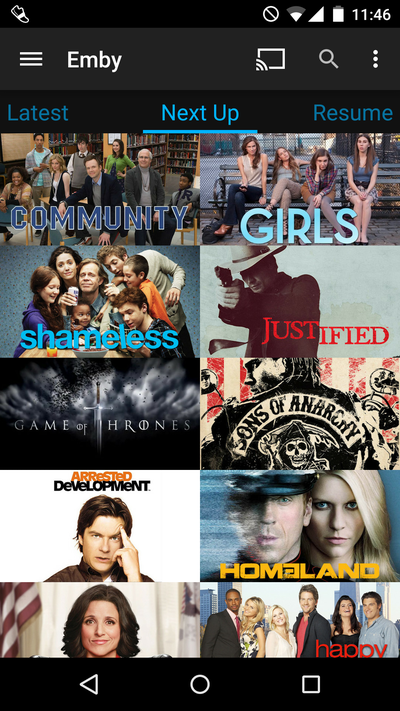 11:46
Emby
Latest
Next Up
Resume
COMMUNITY
GIRLS
shameless
JUSTIFIED
GAME OF THRONES
SONS OF ANARCHY
ARRESTED
DEVELOPMENT
HOMELAND
happy